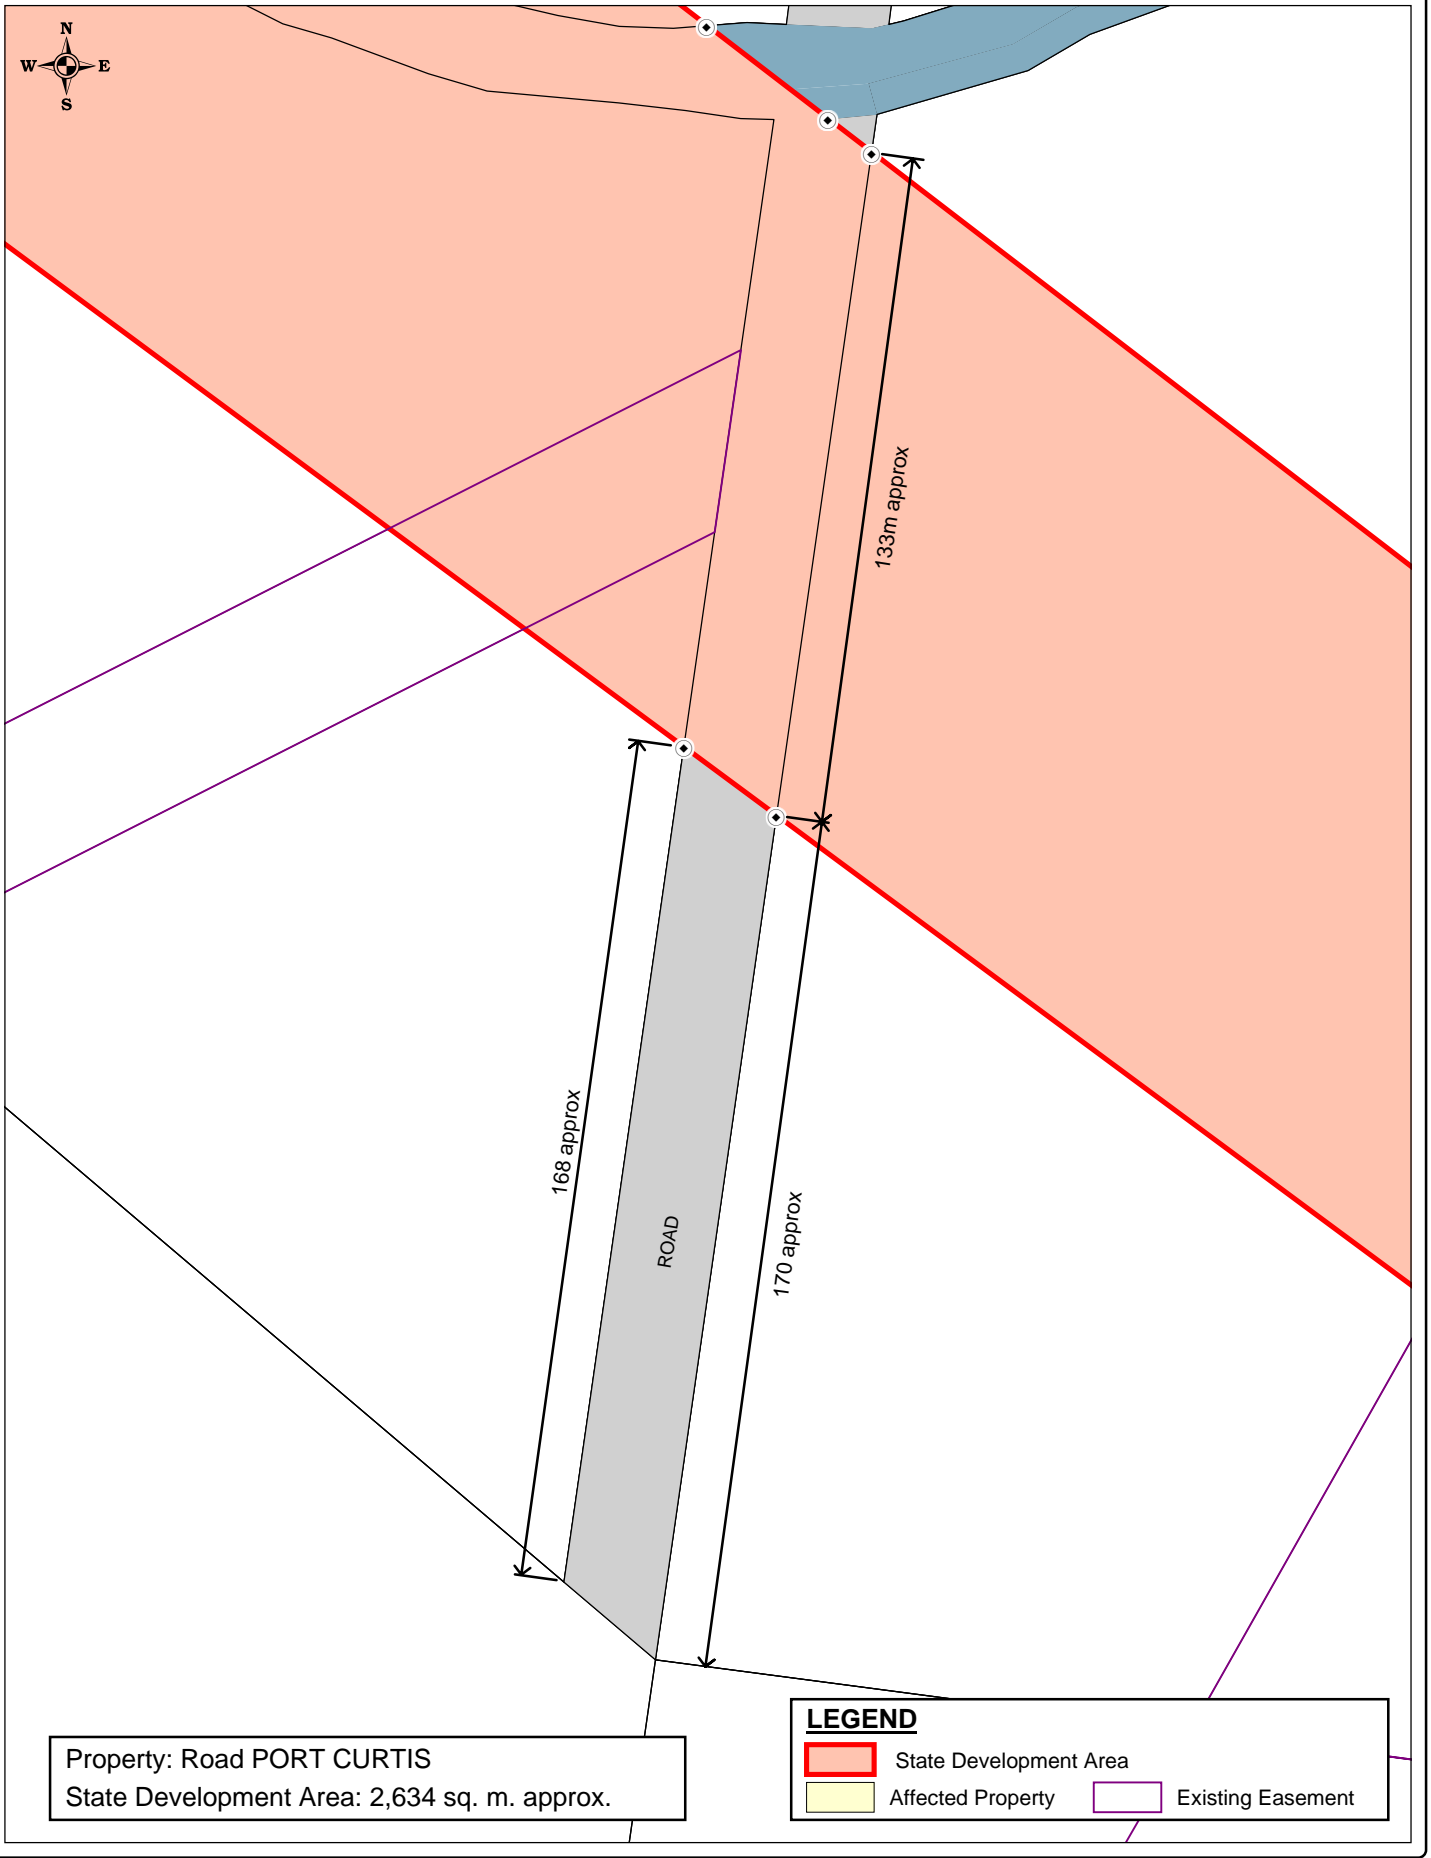 N
W E
S
133m approx
168 approx
170 approx
ROAD
Property: Road PORT CURTIS
State Development Area: 2,634 sq. m. approx.
LEGEND
State Development Area
Affected Property
Existing Easement